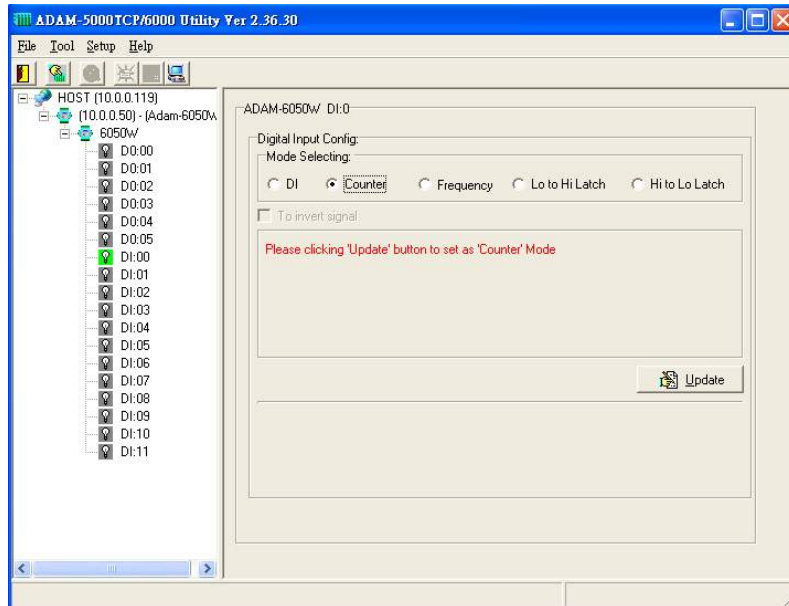 ADAM-5000TCP/6000 Utility Ver 2.36.30
File Tool Setup Help
HOST (10.0.0.119)
(10.0.0.50) - (Adam-6050W
6050W
DO:00
DO:01
DO:02
DO:03
DO:04
DO:05
DI:00
DI:01
DI:02
DI:03
DI:04
DI:05
DI:06
DI:07
DI:08
DI:09
DI:10
DI:11
ADAM-6050W DI:0
Digital Input Config:
Mode Selecting:
DI Counter Frequency Lo to Hi Latch Hi to Lo Latch
To invert signal
Please clicking 'Update' button to set as 'Counter' Mode
Update